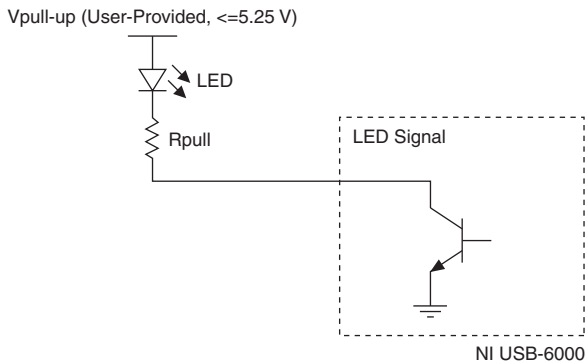 Vpull-up (User-Provided, <=5.25 V)
LED
Rpull
LED Signal
NI USB-6000